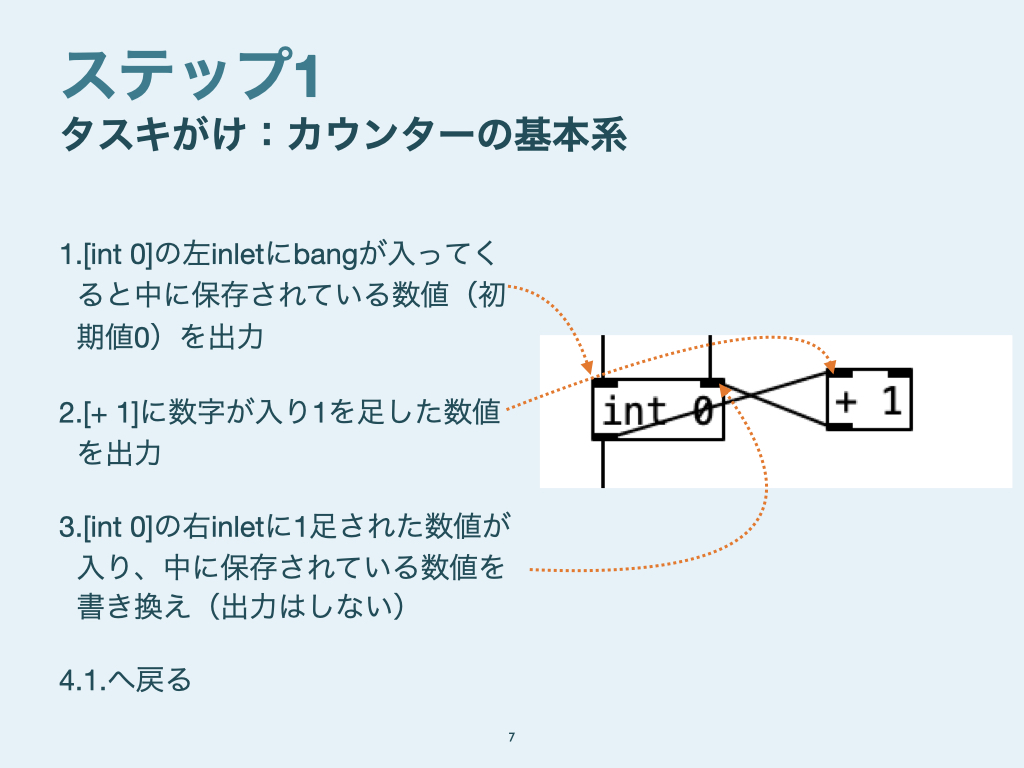 ステップ1
タスキがけ：カウンターの基本系
1.[int 0]の左inletにbangが入ってく
ると中に保存されている数値（初
期値0）を出力
2.[+ 1]に数字が入り1を足した数値
を出力
3.[int 0]の右inletに1足された数値が
入り、中に保存されている数値を
書き換え（出力はしない）
4.1.へ戻る
int 0
+ 1
7